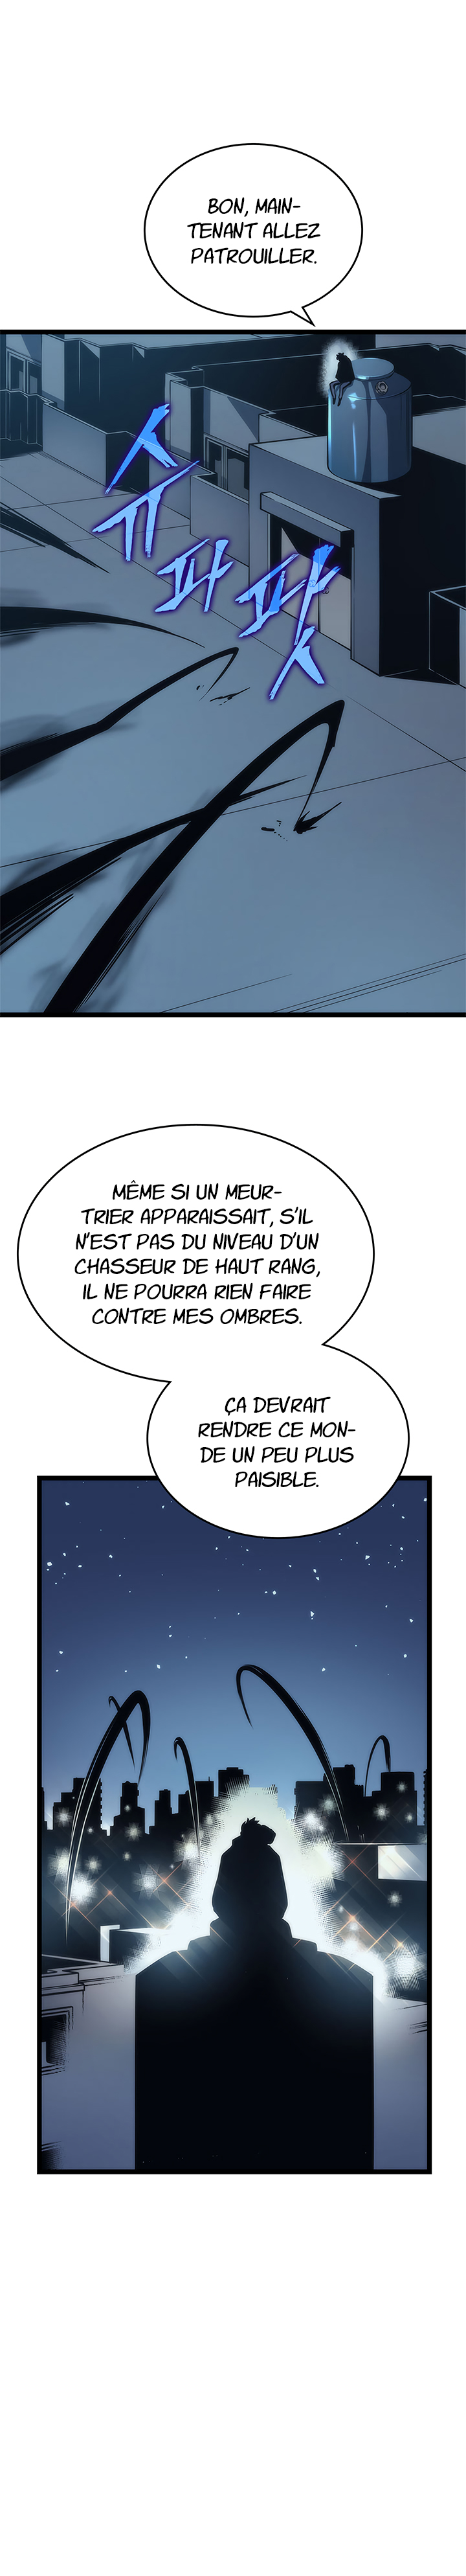 BON, MAIN-
TENANT ALLEZ
PATROUILLER.
슈파팟
MÊME SI UN MEUR-
TRIER APPARAISSAIT, S'IL
N'EST PAS DU NIVEAU D'UN
CHASSEUR DE HAUT RANG,
IL NE POURRA RIEN FAIRE
CONTRE MES OMBRES.
ÇA DEVRAIT
RENDRE CE MON-
DE UN PEU PLUS
PAISIBLE.